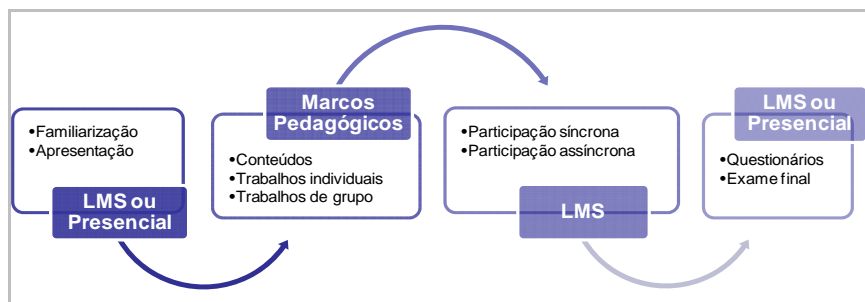 •Familiarização
•Apresentação
LMS ou
Presencial
Marcos
Pedagógicos
•Conteúdos
•Trabalhos individuais
•Trabalhos de grupo
•Participação síncrona
•Participação assíncrona
LMS
LMS ou
Presencial
•Questionários
•Exame final